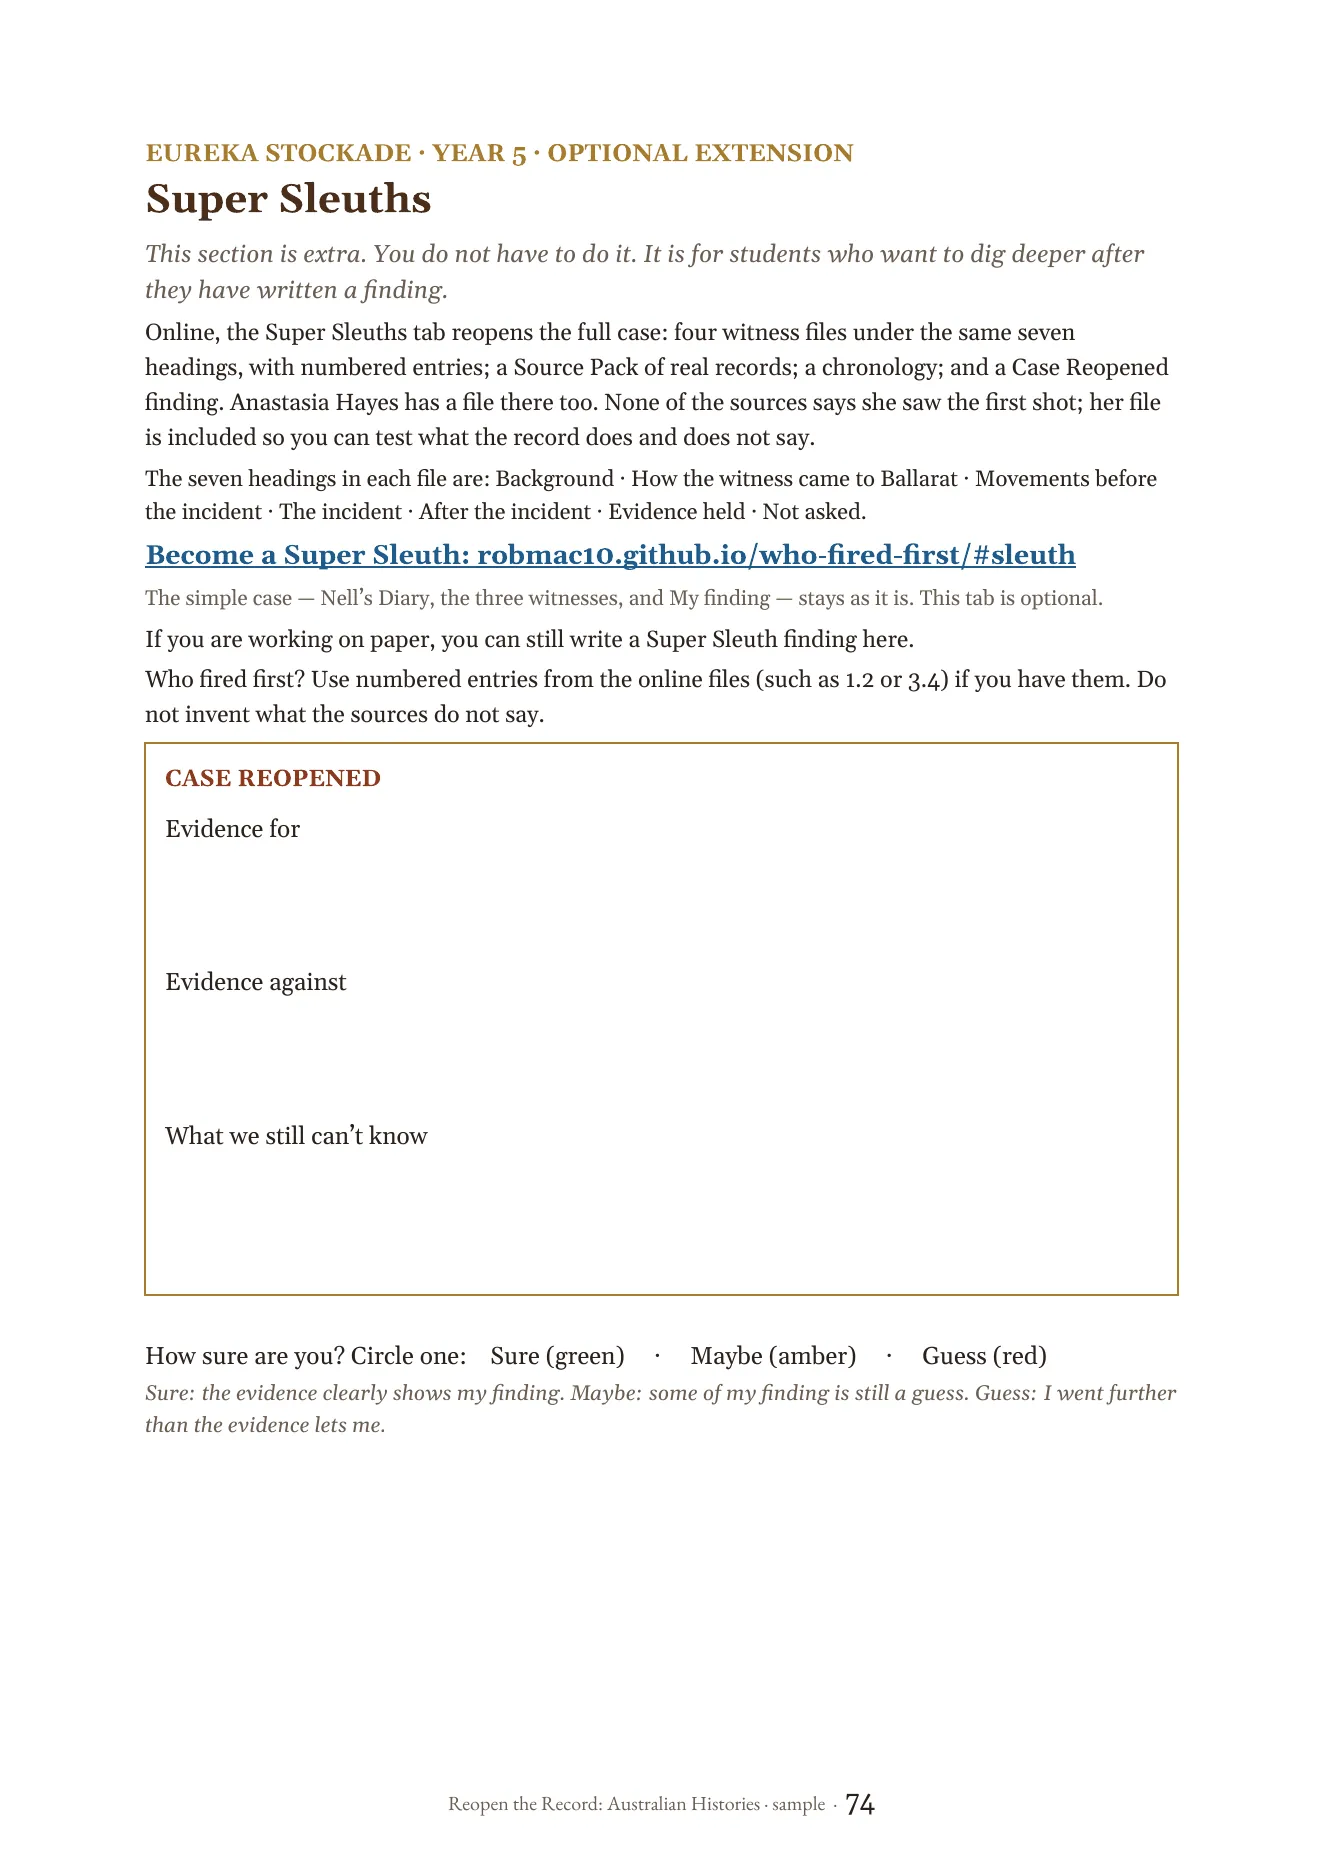 EUREKA STOCKADE · YEAR 5 · OPTIONAL EXTENSION
Super Sleuths
This section is extra. You do not have to do it. It is for students who want to dig deeper after
they have written a finding.
Online, the Super Sleuths tab reopens the full case: four witness files under the same seven
headings, with numbered entries; a Source Pack of real records; a chronology; and a Case Reopened
finding. Anastasia Hayes has a file there too. None of the sources says she saw the first shot; her file
is included so you can test what the record does and does not say.
The seven headings in each file are: Background · How the witness came to Ballarat · Movements before
the incident · The incident · After the incident · Evidence held · Not asked.
Become a Super Sleuth: robmac10.github.io/who-fired-first/#sleuth
The simple case — Nell’s Diary, the three witnesses, and My finding — stays as it is. This tab is optional.
If you are working on paper, you can still write a Super Sleuth finding here.
Who fired first? Use numbered entries from the online files (such as 1.2 or 3.4) if you have them. Do
not invent what the sources do not say.
CASE REOPENED
Evidence for
Evidence against
What we still can’t know
How sure are you? Circle one: Sure (green) · Maybe (amber) · Guess (red)
Sure: the evidence clearly shows my finding. Maybe: some of my finding is still a guess. Guess: I went further
than the evidence lets me.
Reopen the Record: Australian Histories · sample · 74